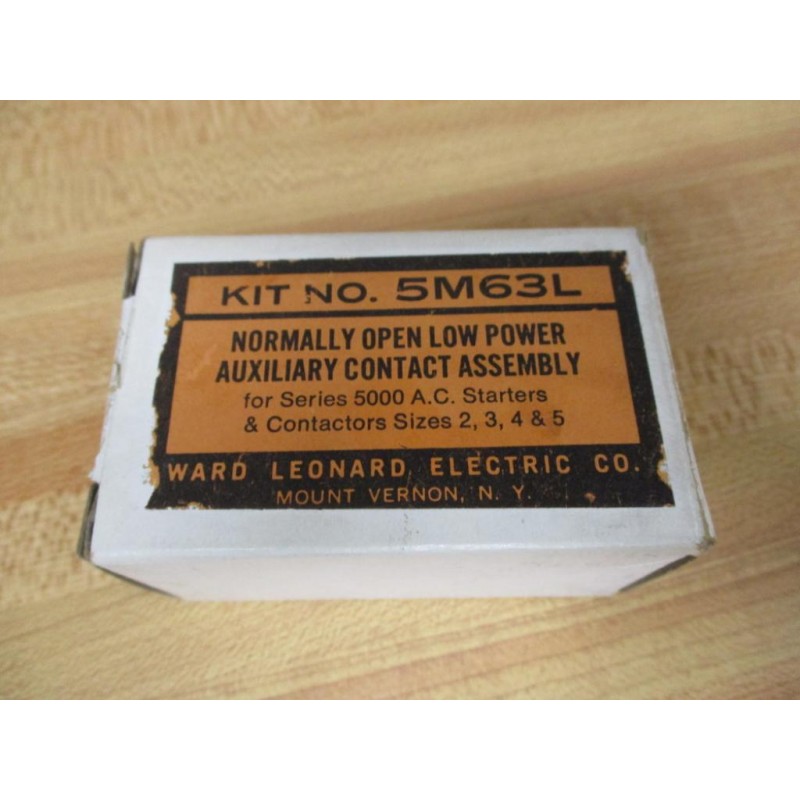 KIT NO. 5M63L
NORMALLY OPEN LOW POWER
AUXILIARY CONTACT ASSEMBLY
for Series 5000 A.C. Starters
& Contactors Sizes 2, 3, 4 & 5
WARD LEONARD ELECTRIC CO.
MOUNT VERNON, N. Y.